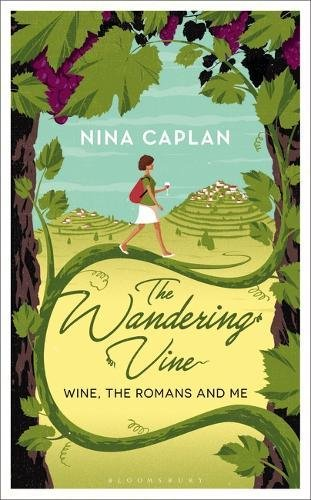 NINA CAPLAN
The
Wandering
Vine
WINE, THE ROMANS AND ME
BLOOMSBURY